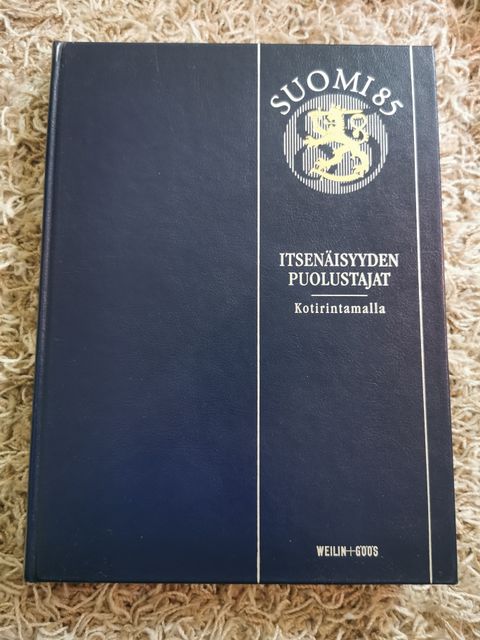 SUOMI 85
ITSENÄISYYDEN
PUOLUSTAJAT
Kotirintamalla
WEILIN+GÖÖS